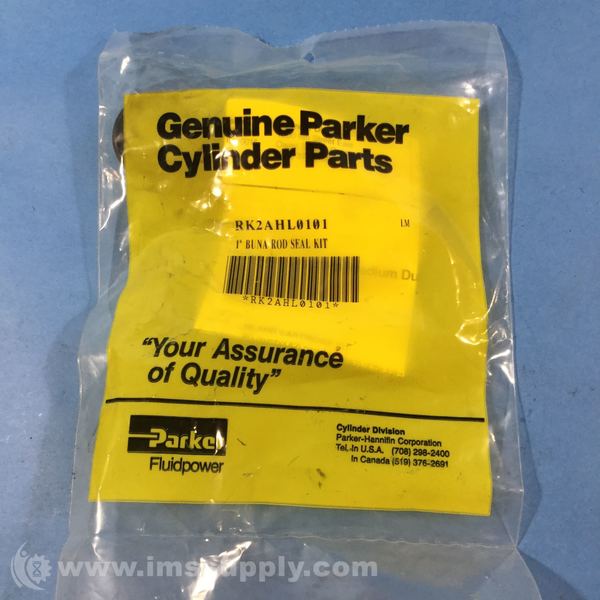 Genuine Parker
Cylinder Parts
RK2AHL0101 LM
1" BUNA ROD SEAL KIT
*RK2AHL0101*
"Your Assurance
of Quality"
Parker
Fluidpower
Cylinder Division
Parker-Hannifin Corporation
Tel. in U.S.A. (708) 298-2400
In Canada (519) 376-2691
www.imssupply.com